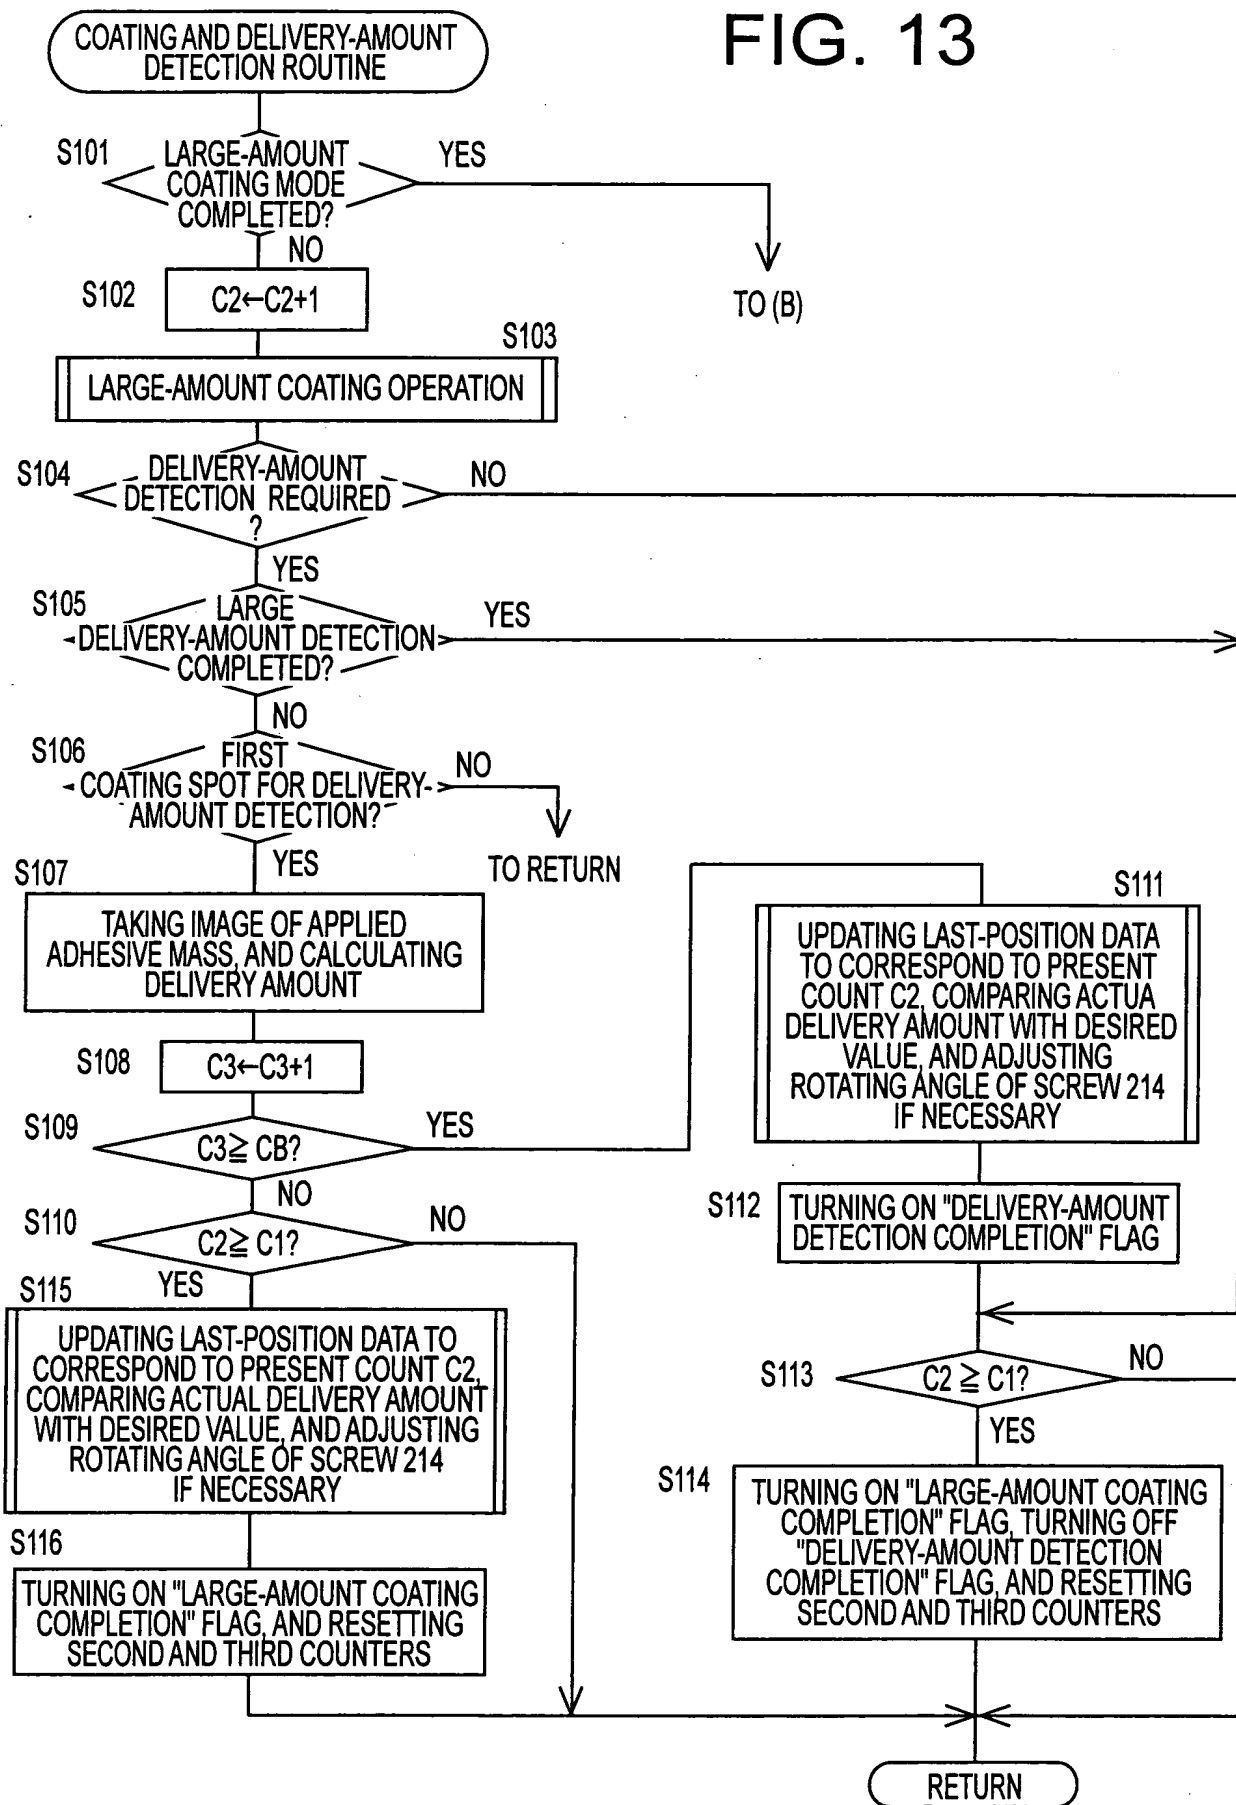 FIG. 13
COATING AND DELIVERY-AMOUNT
DETECTION ROUTINE
S101
LARGE-AMOUNT
COATING MODE
COMPLETED?
YES
TO (B)
NO
S102
C2←C2+1
S103
LARGE-AMOUNT COATING OPERATION
S104
DELIVERY-AMOUNT
DETECTION REQUIRED
?
NO
YES
S105
LARGE
DELIVERY-AMOUNT DETECTION
COMPLETED?
YES
NO
S106
FIRST
COATING SPOT FOR DELIVERY-
AMOUNT DETECTION?
NO
TO RETURN
YES
S107
TAKING IMAGE OF APPLIED
ADHESIVE MASS, AND CALCULATING
DELIVERY AMOUNT
S108
C3←C3+1
S109
C3≧CB?
YES
NO
S110
C2≧C1?
NO
YES
S115
UPDATING LAST-POSITION DATA TO
CORRESPOND TO PRESENT COUNT C2,
COMPARING ACTUAL DELIVERY AMOUNT
WITH DESIRED VALUE, AND ADJUSTING
ROTATING ANGLE OF SCREW 214
IF NECESSARY
S116
TURNING ON "LARGE-AMOUNT COATING
COMPLETION" FLAG, AND RESETTING
SECOND AND THIRD COUNTERS
S111
UPDATING LAST-POSITION DATA
TO CORRESPOND TO PRESENT
COUNT C2, COMPARING ACTUA
DELIVERY AMOUNT WITH DESIRED
VALUE, AND ADJUSTING
ROTATING ANGLE OF SCREW 214
IF NECESSARY
S112
TURNING ON "DELIVERY-AMOUNT
DETECTION COMPLETION" FLAG
S113
C2≧C1?
NO
YES
S114
TURNING ON "LARGE-AMOUNT COATING
COMPLETION" FLAG, TURNING OFF
"DELIVERY-AMOUNT DETECTION
COMPLETION" FLAG, AND RESETTING
SECOND AND THIRD COUNTERS
RETURN